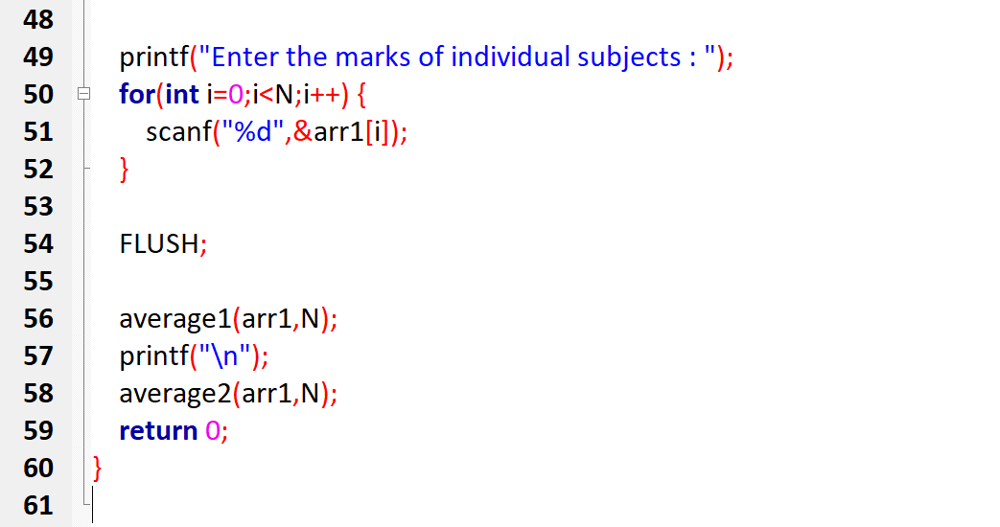 48
49 printf("Enter the marks of individual subjects : ");
50 for(int i=0;i<N;i++) {
51 scanf("%d",&arr1[i]);
52 }
53
54 FLUSH;
55
56 average1(arr1,N);
57 printf("\n");
58 average2(arr1,N);
59 return 0;
60 }
61